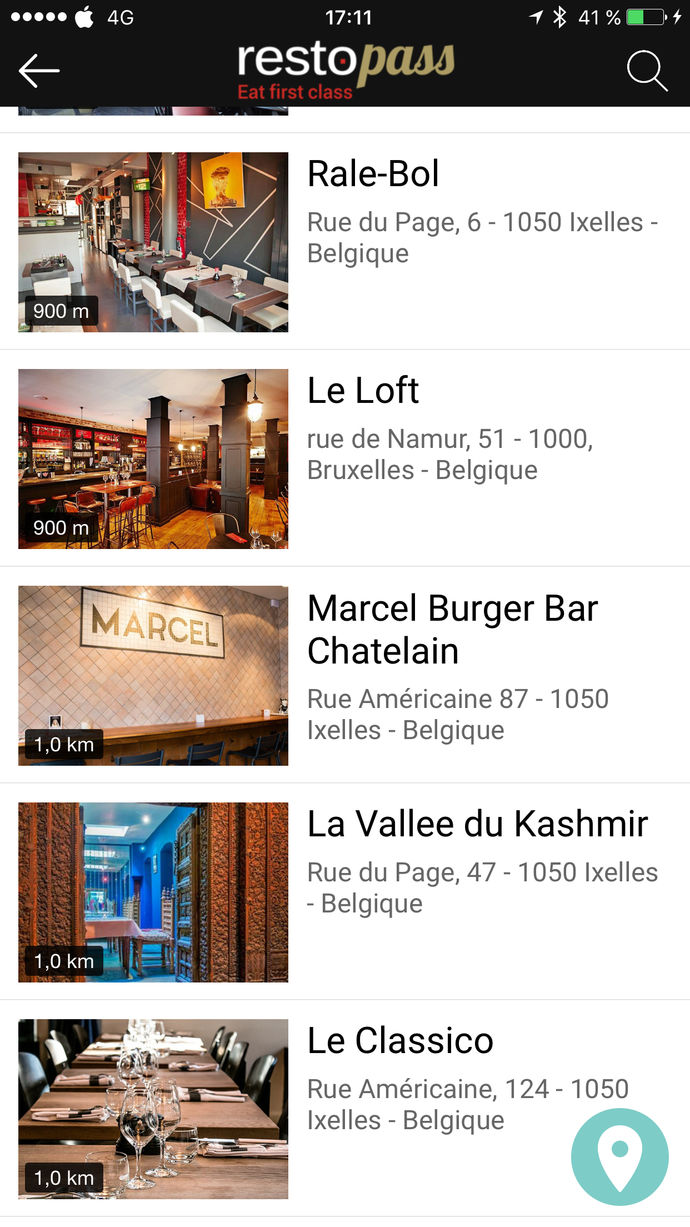 4G 17:11 41 %
restopass
Eat first class
Rale-Bol
Rue du Page, 6 - 1050 Ixelles -
Belgique
900 m
Le Loft
rue de Namur, 51 - 1000,
Bruxelles - Belgique
900 m
MARCEL
Marcel Burger Bar
Chatelain
Rue Américaine 87 - 1050
Ixelles - Belgique
1,0 km
La Vallee du Kashmir
Rue du Page, 47 - 1050 Ixelles
- Belgique
1,0 km
Le Classico
Rue Américaine, 124 - 1050
Ixelles - Belgique
1,0 km